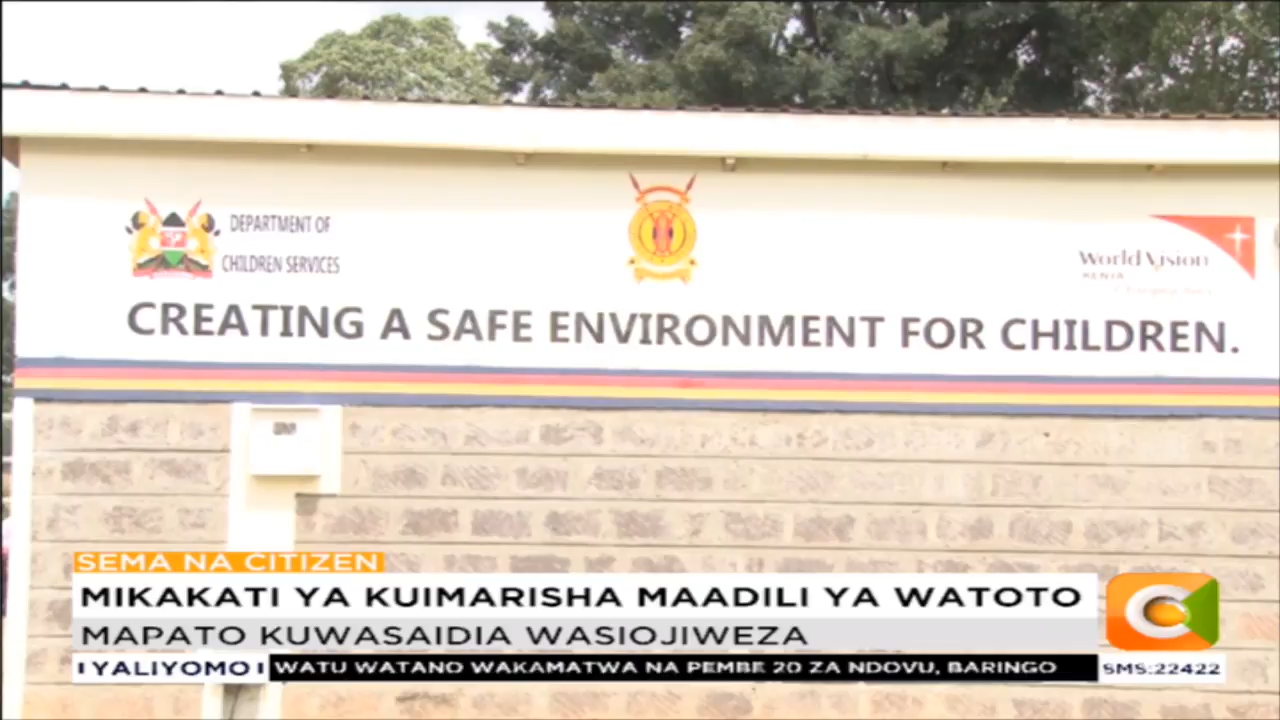 DEPARTMENT OF
CHILDREN SERVICES
World Vision
KENYA
CREATING A SAFE ENVIRONMENT FOR CHILDREN.
SEMA NA CITIZEN
MIKAKATI YA KUIMARISHA MAADILI YA WATOTO
MAPATO KUWASAIDIA WASIOJIWEZA
YALIYOMO
WATU WATANO WAKAMATWA NA PEMBE 20 ZA NDOVU, BARINGO
SMS:22422